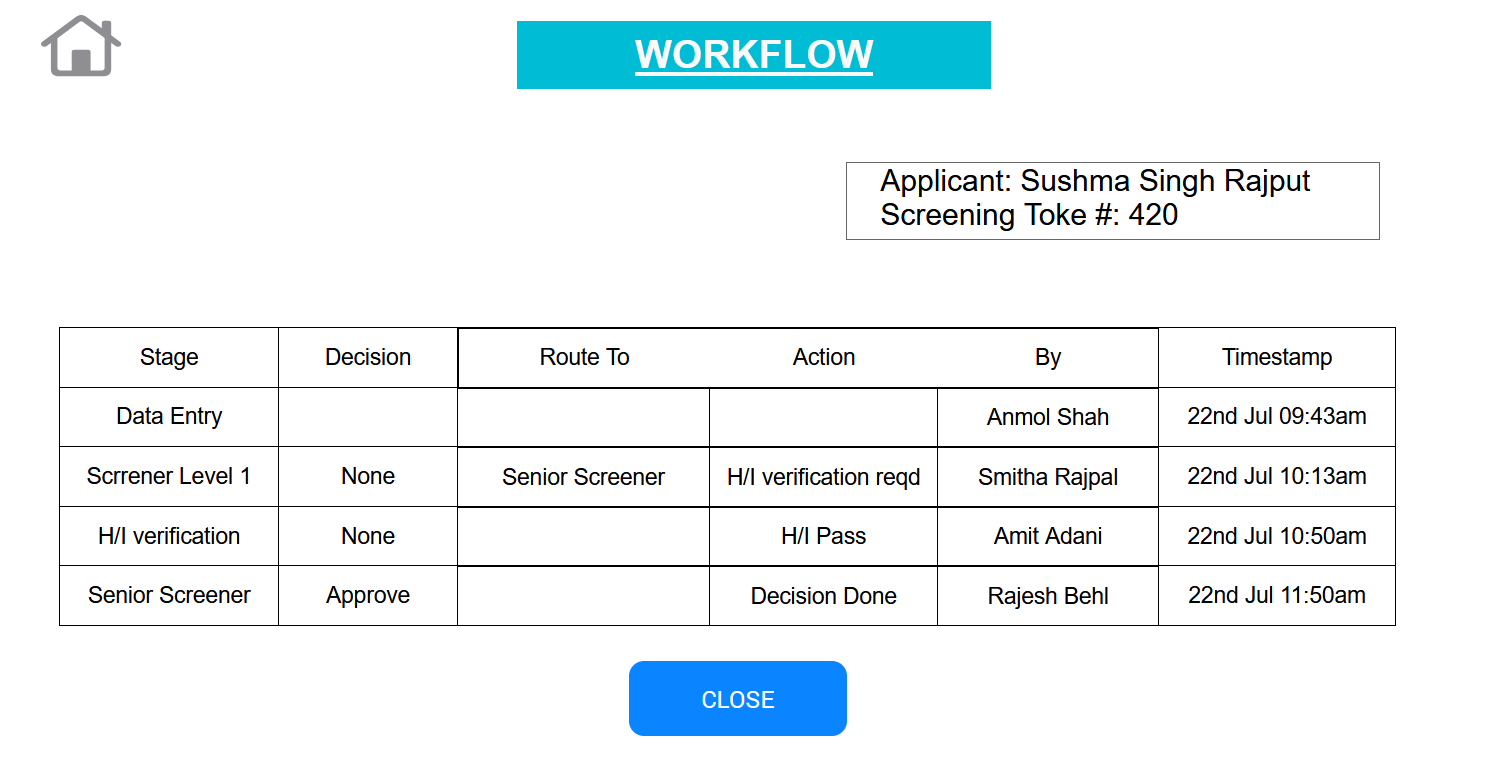 WORKFLOW
Applicant: Sushma Singh Rajput
Screening Toke #: 420
Stage Decision Route To Action By Timestamp
Data Entry Anmol Shah 22nd Jul 09:43am
Scrrener Level 1 None Senior Screener H/I verification reqd Smitha Rajpal 22nd Jul 10:13am
H/I verification None H/I Pass Amit Adani 22nd Jul 10:50am
Senior Screener Approve Decision Done Rajesh Behl 22nd Jul 11:50am
CLOSE